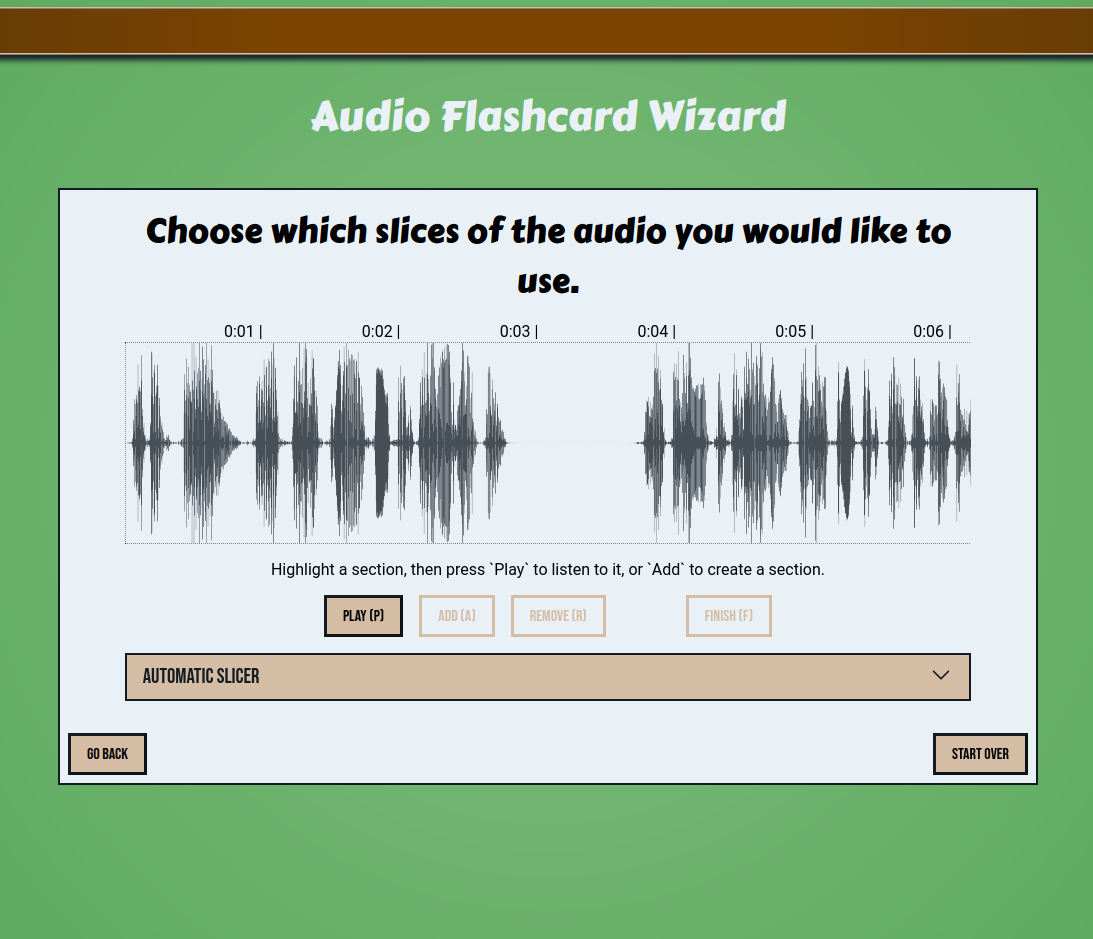 Audio Flashcard Wizard
Choose which slices of the audio you would like to
use.
0:01 | 0:02 | 0:03 | 0:04 | 0:05 | 0:06 |
Highlight a section, then press `Play` to listen to it, or `Add` to create a section.
PLAY (P) ADD (A) REMOVE (R) FINISH (F)
AUTOMATIC SLICER
GO BACK START OVER